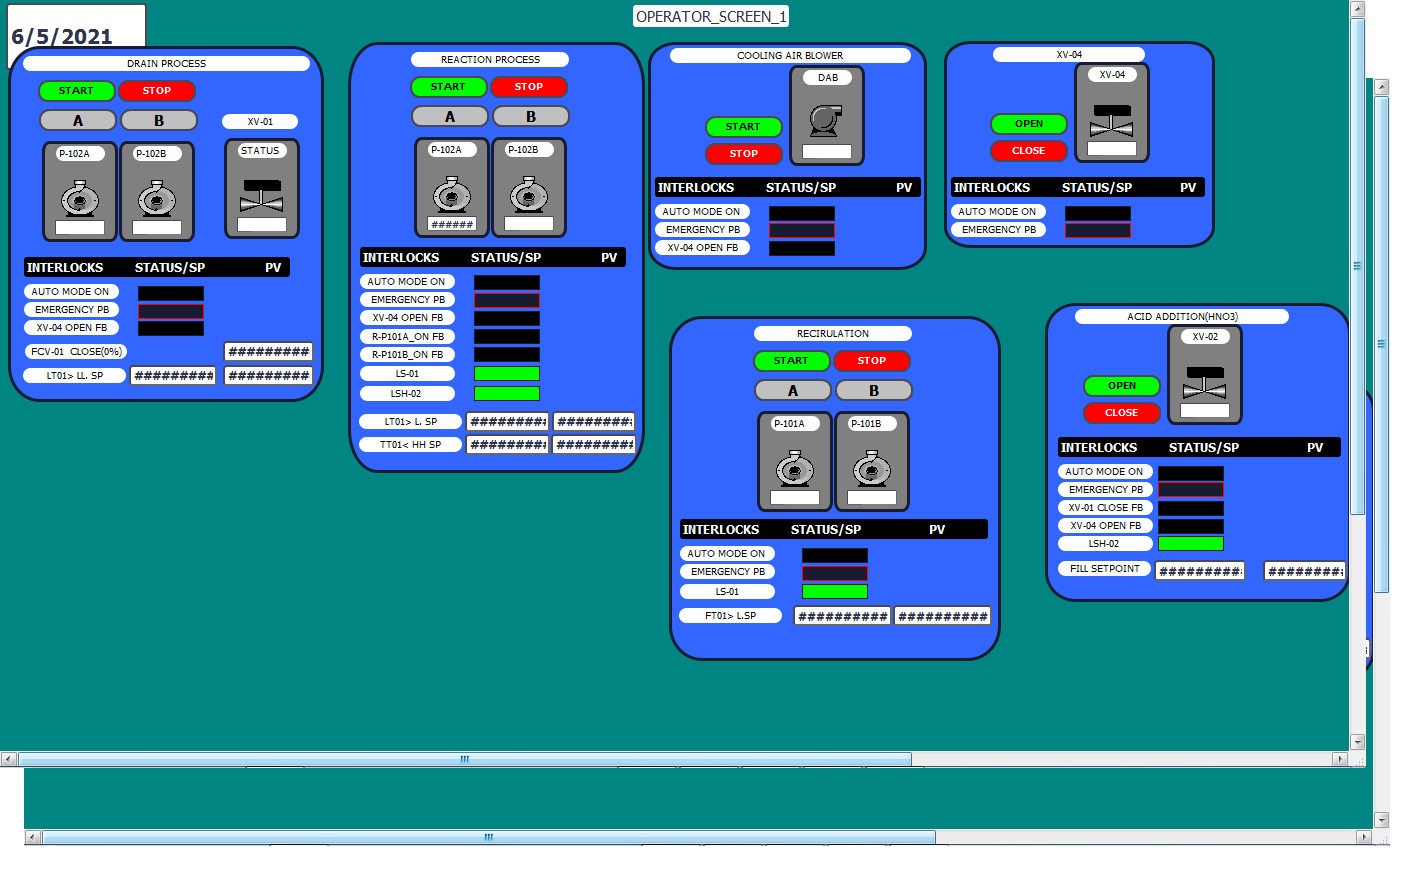 OPERATOR_SCREEN_1
6/5/2021
DRAIN PROCESS
START STOP
A B
XV-01
P-102A P-102B STATUS
INTERLOCKS STATUS/SP PV
AUTO MODE ON
EMERGENCY PB
XV-04 OPEN FB
FCV-01 CLOSE(0%) #########
LT01> LL. SP ######### #########
REACTION PROCESS
START STOP
A B
P-102A P-102B
######
INTERLOCKS STATUS/SP PV
AUTO MODE ON
EMERGENCY PB
XV-04 OPEN FB
R-P101A_ON FB
R-P101B_ON FB
LS-01
LSH-02
LT01> L. SP ######### #########
TT01< HH SP ######### #########
COOLING AIR BLOWER
DAB
START
STOP
INTERLOCKS STATUS/SP PV
AUTO MODE ON
EMERGENCY PB
XV-04 OPEN FB
XV-04
XV-04
OPEN
CLOSE
INTERLOCKS STATUS/SP PV
AUTO MODE ON
EMERGENCY PB
RECIRULATION
START STOP
A B
P-101A P-101B
INTERLOCKS STATUS/SP PV
AUTO MODE ON
EMERGENCY PB
LS-01
FT01> L.SP ########## ##########
ACID ADDITION(HNO3)
XV-02
OPEN
CLOSE
INTERLOCKS STATUS/SP PV
AUTO MODE ON
EMERGENCY PB
XV-01 CLOSE FB
XV-04 OPEN FB
LSH-02
FILL SETPOINT ######### #########